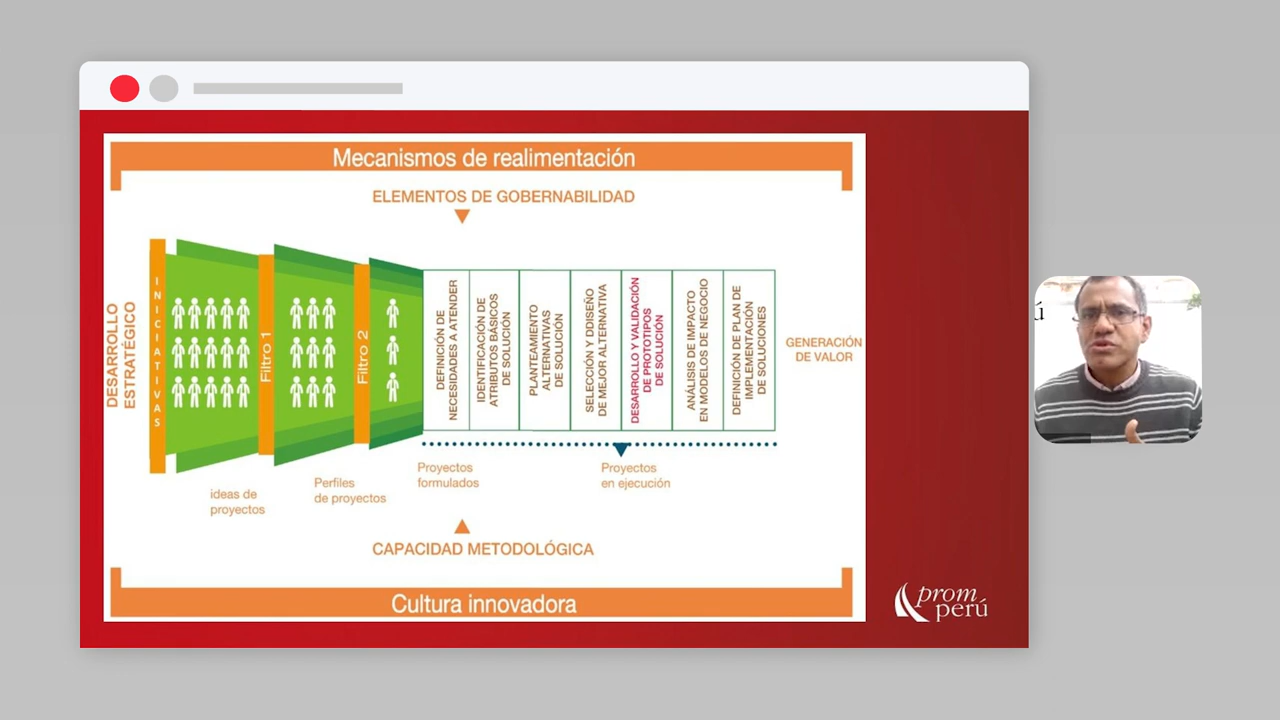 Mecanismos de realimentación
ELEMENTOS DE GOBERNABILIDAD
DESARROLLO
ESTRATÉGICO
INICIATIVAS
Filtro 1
Filtro 2
DEFINICIÓN DE
NECESIDADES A ATENDER
IDENTIFICACIÓN DE
ATRIBUTOS BÁSICOS
DE SOLUCIÓN
PLANTEAMIENTO
ALTERNATIVAS
DE SOLUCIÓN
SELECCIÓN Y DDISEÑO
DE MEJOR ALTERNATIVA
DESARROLLO Y VALIDACIÓN
DE PROTOTIPOS
DE SOLUCIÓN
ANÁLISIS DE IMPACTO
EN MODELOS DE NEGOCIO
DEFINICIÓN DE PLAN DE
IMPLEMENTACIÓN
DE SOLUCIONES
GENERACIÓN
DE VALOR
ideas de
proyectos
Perfiles
de proyectos
Proyectos
formulados
Proyectos
en ejecución
CAPACIDAD METODOLÓGICA
Cultura innovadora
prom
perú
ú